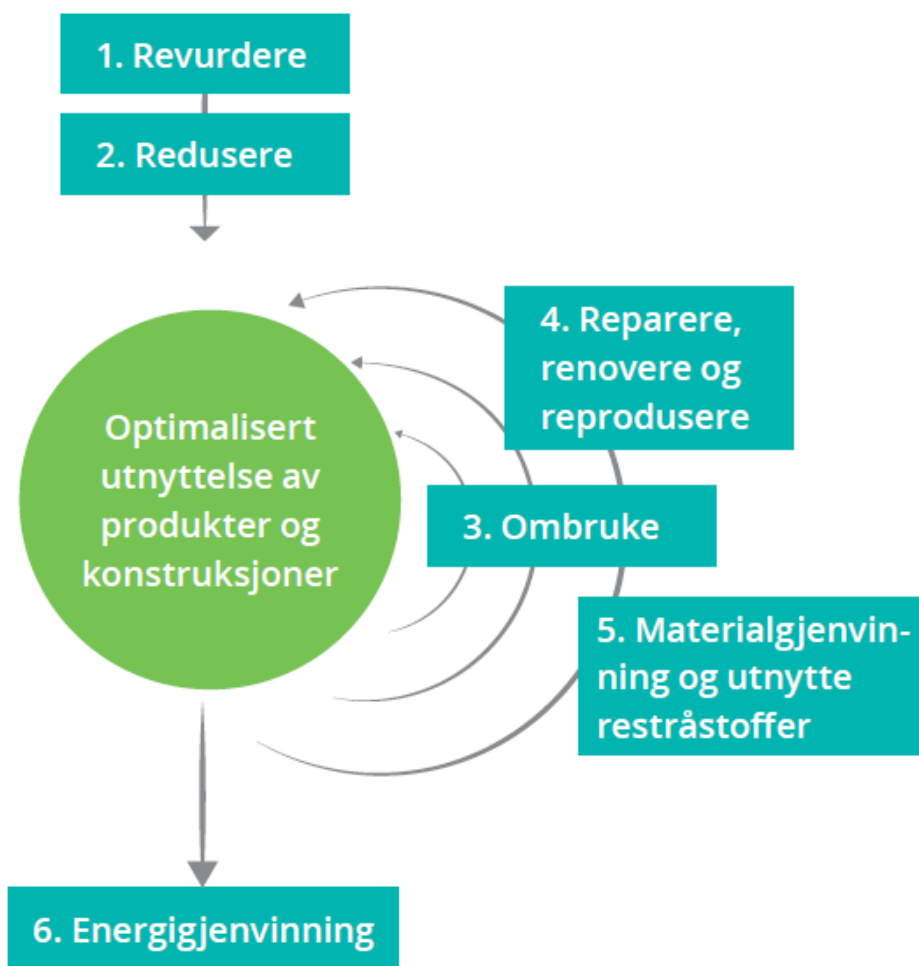 1. Revurdere
2. Redusere
4. Reparere,
renovere og
reprodusere
Optimalisert
utnyttelse av
produkter og
konstruksjoner
3. Ombruke
5. Materialgjenvin-
ning og utnytte
restråstoffer
6. Energigjenvinning